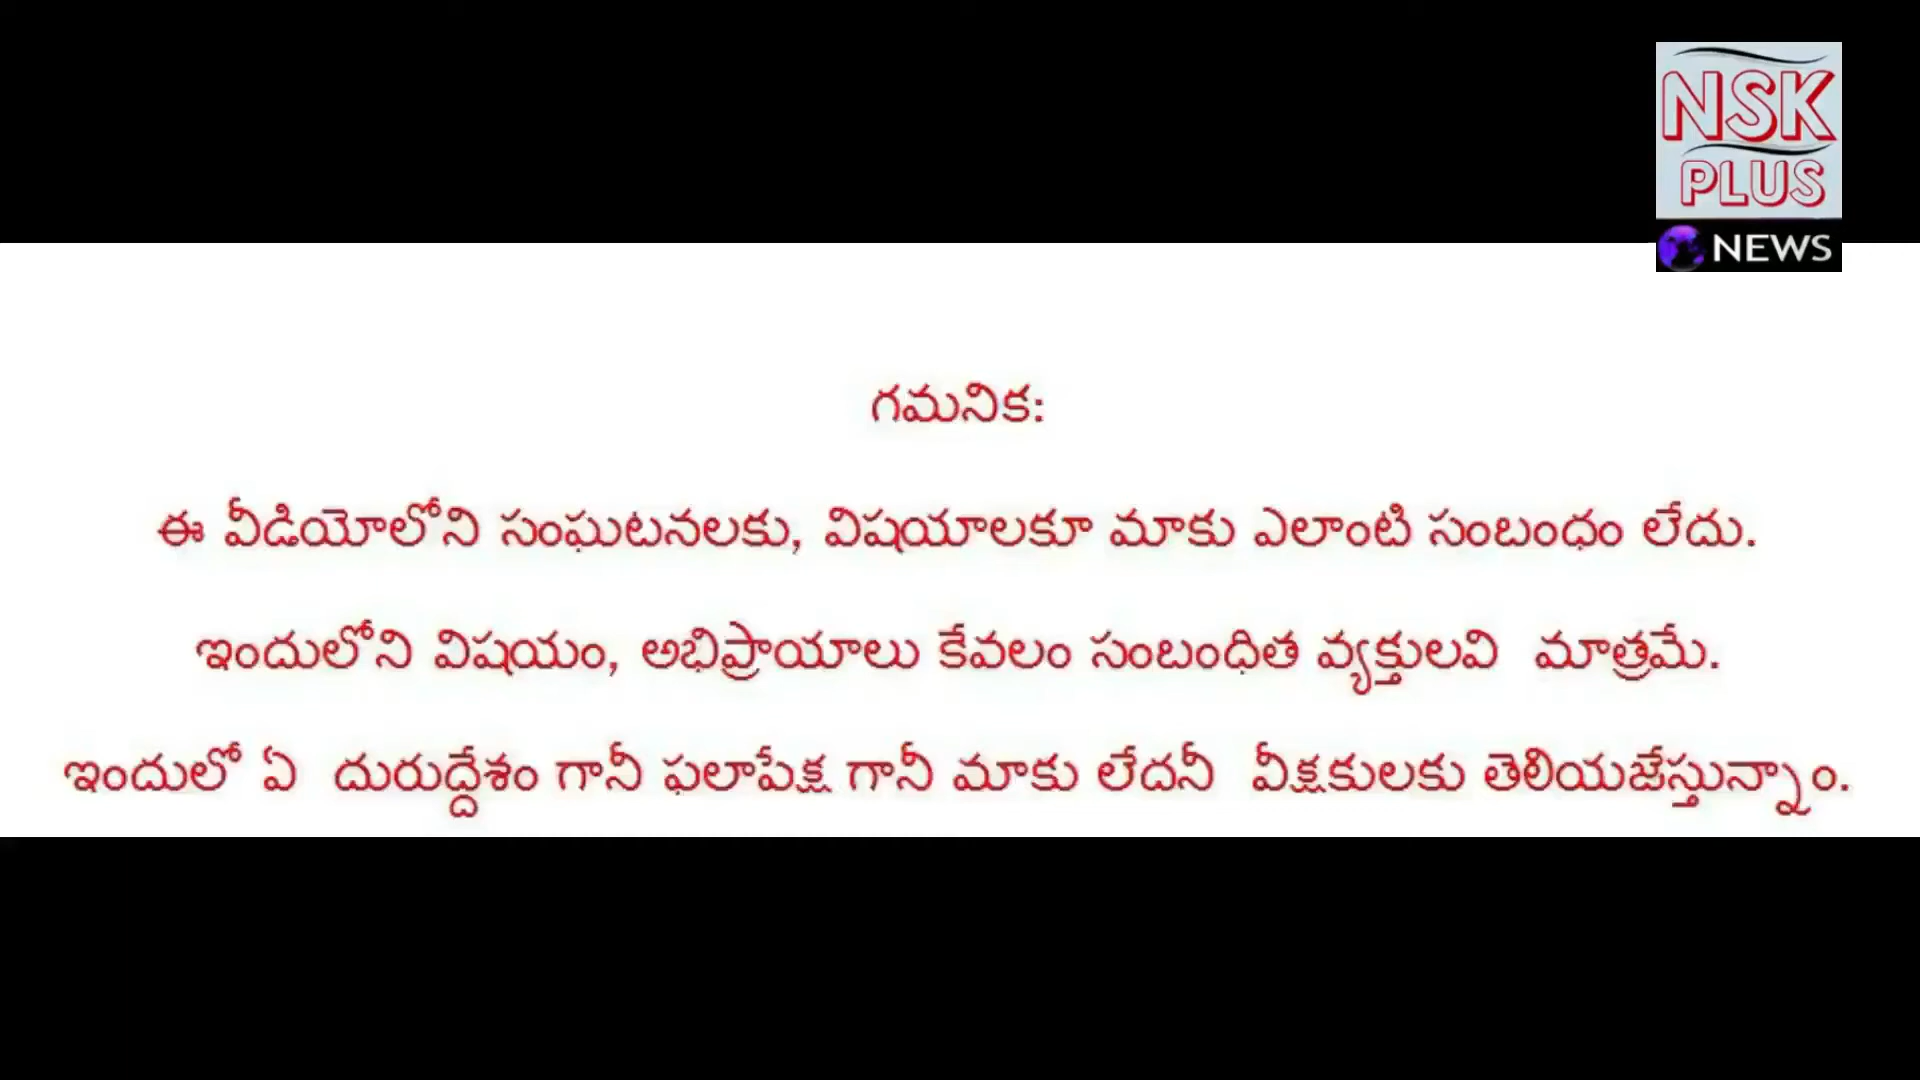 NSK
PLUS
NEWS
గమనిక:
ఈ వీడియోలోని సంఘటనలకు, విషయాలకూ మాకు ఎలాంటి సంబంధం లేదు.
ఇందులోని విషయం, అభిప్రాయాలు కేవలం సంబంధిత వ్యక్తులవి మాత్రమే.
ఇందులో ఏ దురుద్దేశం గానీ ఫలాపేక్ష గానీ మాకు లేదనీ వీక్షకులకు తెలియజేస్తున్నాం.